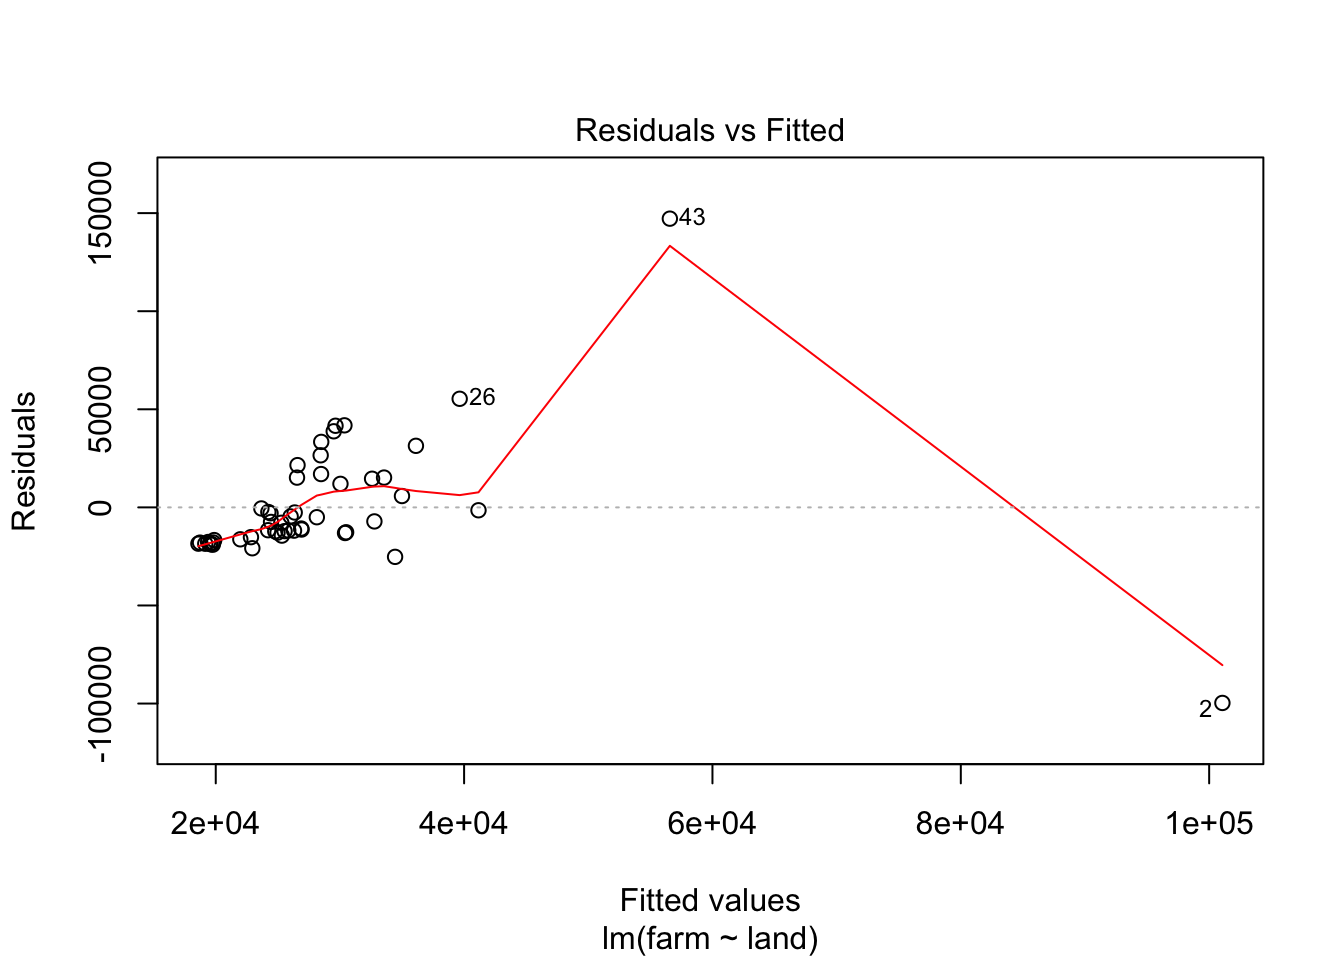 Residuals vs Fitted
Residuals
150000
50000
0
-100000
43
26
2
2e+04 4e+04 6e+04 8e+04 1e+05
Fitted values
lm(farm ~ land)